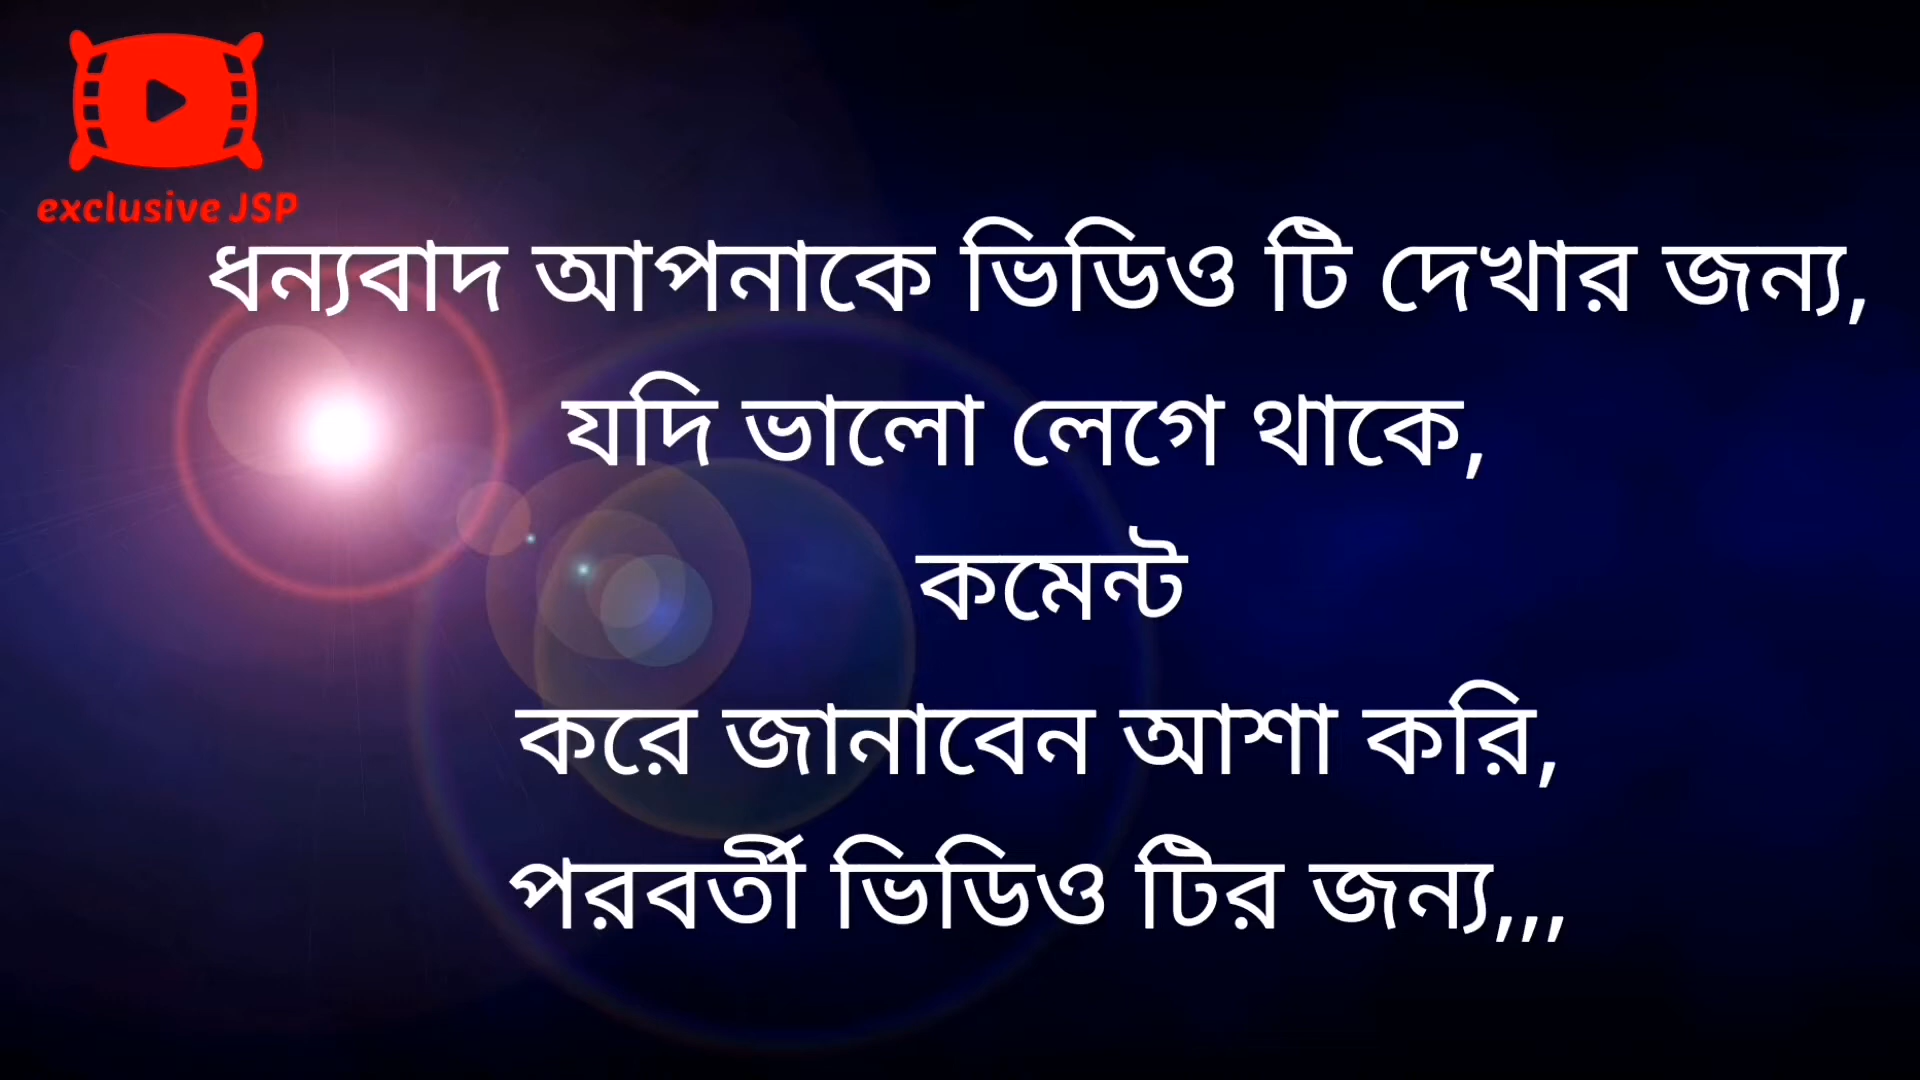 exclusive JSP
ধন্যবাদ আপনাকে ভিডিও টি দেখার জন্য,
যদি ভালো লেগে থাকে,
কমেন্ট
করে জানাবেন আশা করি,
পরবর্তী ভিডিও টির জন্য,,,